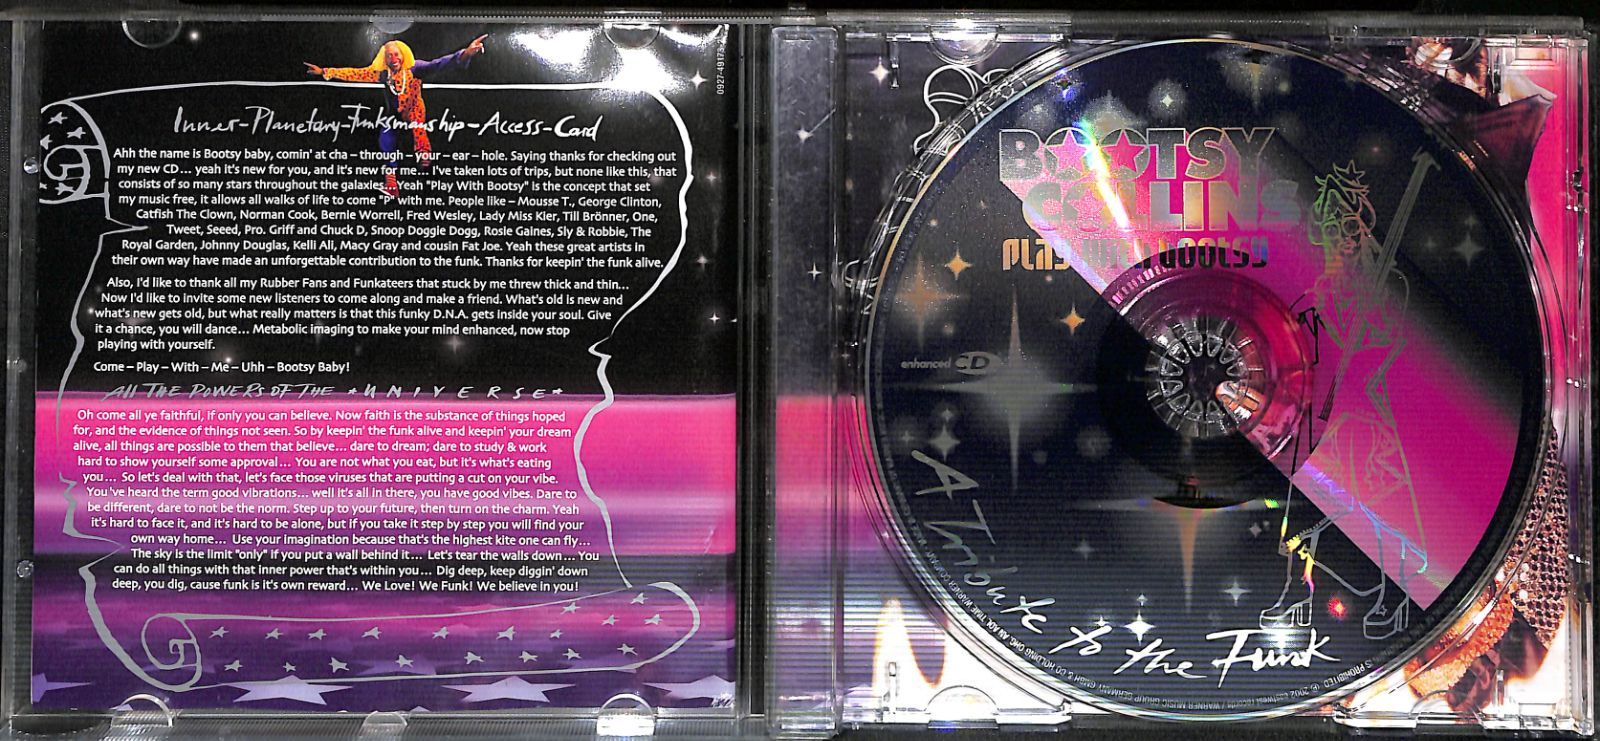 0927-49173-2
Inner-Planetary-Funksmanship-Access-Card
Ahh the name is Bootsy baby, comin' at cha – through – your – ear – hole. Saying thanks for checking out
my new CD... yeah it's new for you, and it's new for me... I've taken lots of trips, but none like this, that
consists of so many stars throughout the galaxies...Yeah "Play With Bootsy" is the concept that set
my music free, it allows all walks of life to come "P" with me. People like – Mousse T., George Clinton,
Catfish The Clown, Norman Cook, Bernie Worrell, Fred Wesley, Lady Miss Kier, Till Brönner, One,
Tweet, Seeed, Pro. Griff and Chuck D, Snoop Doggie Dogg, Rosie Gaines, Sly & Robbie, The
Royal Garden, Johnny Douglas, Kelli Ali, Macy Gray and cousin Fat Joe. Yeah these great artists in
their own way have made an unforgettable contribution to the funk. Thanks for keepin' the funk alive.
Also, I'd like to thank all my Rubber Fans and Funkateers that stuck by me threw thick and thin...
Now I'd like to invite some new listeners to come along and make a friend. What's old is new and
what's new gets old, but what really matters is that this funky D.N.A. gets inside your soul. Give
it a chance, you will dance... Metabolic imaging to make your mind enhanced, now stop
playing with yourself.
Come – Play – With – Me – Uhh – Bootsy Baby!
ALL THE POWERS OF THE *UNIVERSE*
Oh come all ye faithful, if only you can believe. Now faith is the substance of things hoped
for, and the evidence of things not seen. So by keepin' the funk alive and keepin' your dream
alive, all things are possible to them that believe... dare to dream; dare to study & work
hard to show yourself some approval... You are not what you eat, but it's what's eating
you... So let's deal with that, let's face those viruses that are putting a cut on your vibe.
You've heard the term good vibrations... well it's all in there, you have good vibes. Dare to
be different, dare to not be the norm. Step up to your future, then turn on the charm. Yeah
it's hard to face it, and it's hard to be alone, but if you take it step by step you will find your
own way home... Use your imagination because that's the highest kite one can fly...
The sky is the limit "only" if you put a wall behind it... Let's tear the walls down... You
can do all things with that inner power that's within you... Dig deep, keep diggin' down
deep, you dig, cause funk is it's own reward... We Love! We Funk! We believe in you!
BOOTSY
COLLINS
Play with bootsy
enhanced CD
A Tribute to the Funk